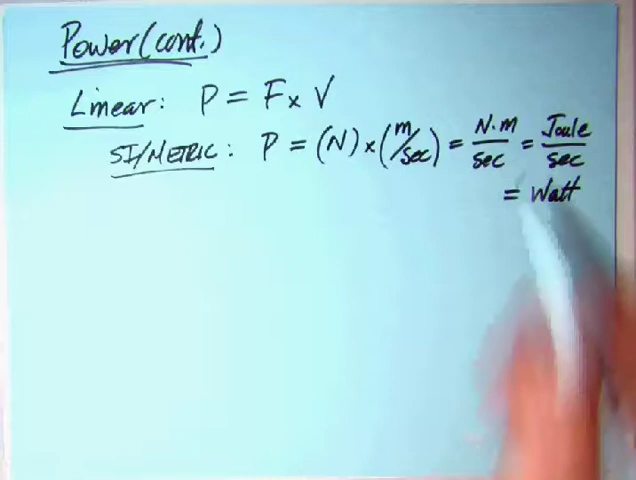 Power (cont.)
Linear: P = F x V
SI/METRIC: P = (N) x (m/sec) = N·m/sec = Joule/sec
= Watt